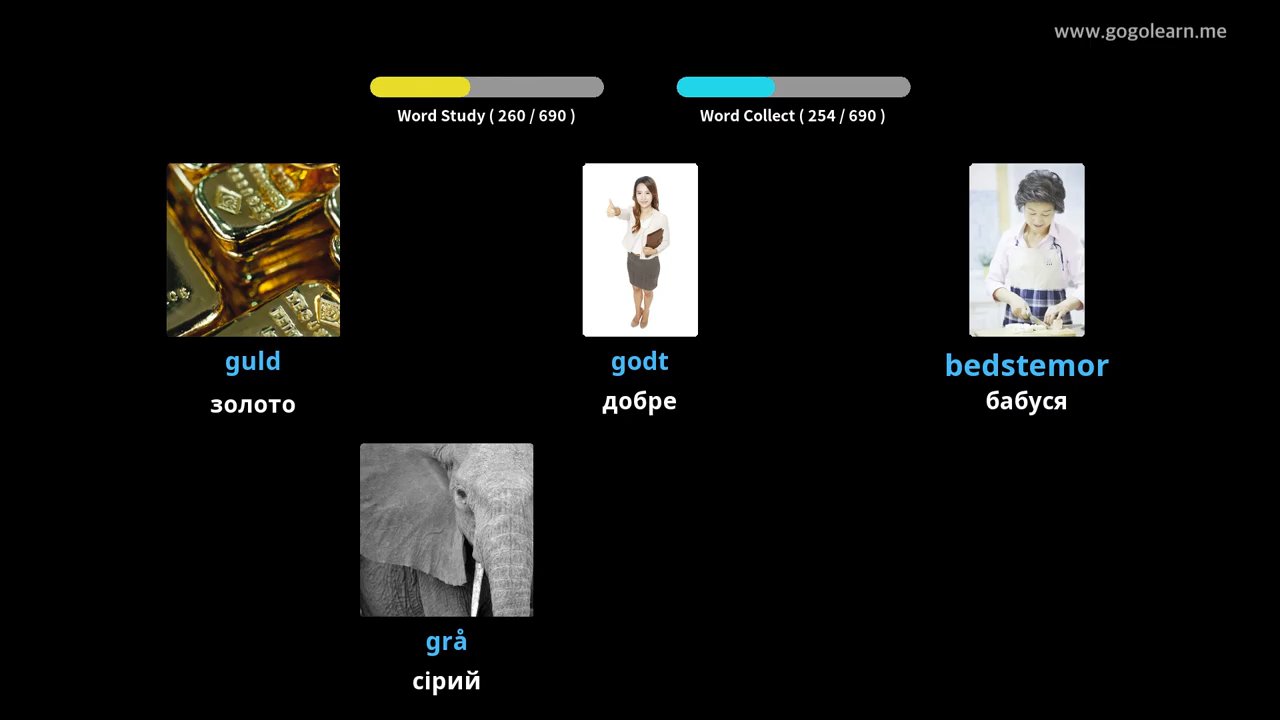 www.gogolearn.me
Word Study ( 260 / 690 )
Word Collect ( 254 / 690 )
guld
золото
godt
добре
bedstemor
бабуся
grå
сірий